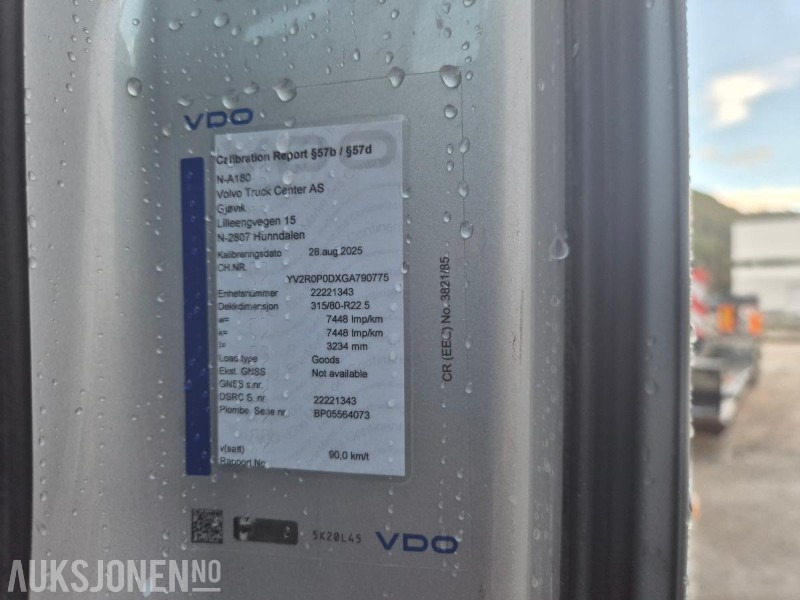 VDO
Calibration Report §57b / §57d
N-A180
Volvo Truck Center AS
Gjøvik
Lilleengvegen 15
N-2807 Hunndalen
Kalibreringsdato 28.aug.2025
CH.NR. YV2R0P0DXGA790775
Enhetsnummer 22221343
Dekkdimensjon 315/80-R22.5
w= 7448 Imp/km
k= 7448 Imp/km
l= 3234 mm
Load type Goods
Ekst. GNSS Not available
GNSS s.nr.
DSRC S. nr 22221343
Plombe. Serie nr. BP05564073
v(satt) 90,0 km/t
Rapport No
CR (EEC) No. 3821/85
5K20L45 VDO
AUKSJONEN.NO